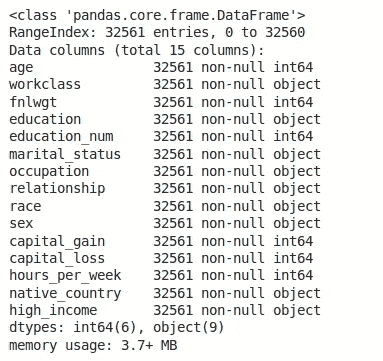 <class 'pandas.core.frame.DataFrame'>
RangeIndex: 32561 entries, 0 to 32560
Data columns (total 15 columns):
age               32561 non-null int64
workclass         32561 non-null object
fnlwgt            32561 non-null int64
education         32561 non-null object
education_num     32561 non-null int64
marital_status    32561 non-null object
occupation        32561 non-null object
relationship      32561 non-null object
race              32561 non-null object
sex               32561 non-null object
capital_gain      32561 non-null int64
capital_loss      32561 non-null int64
hours_per_week    32561 non-null int64
native_country    32561 non-null object
high_income       32561 non-null object
dtypes: int64(6), object(9)
memory usage: 3.7+ MB